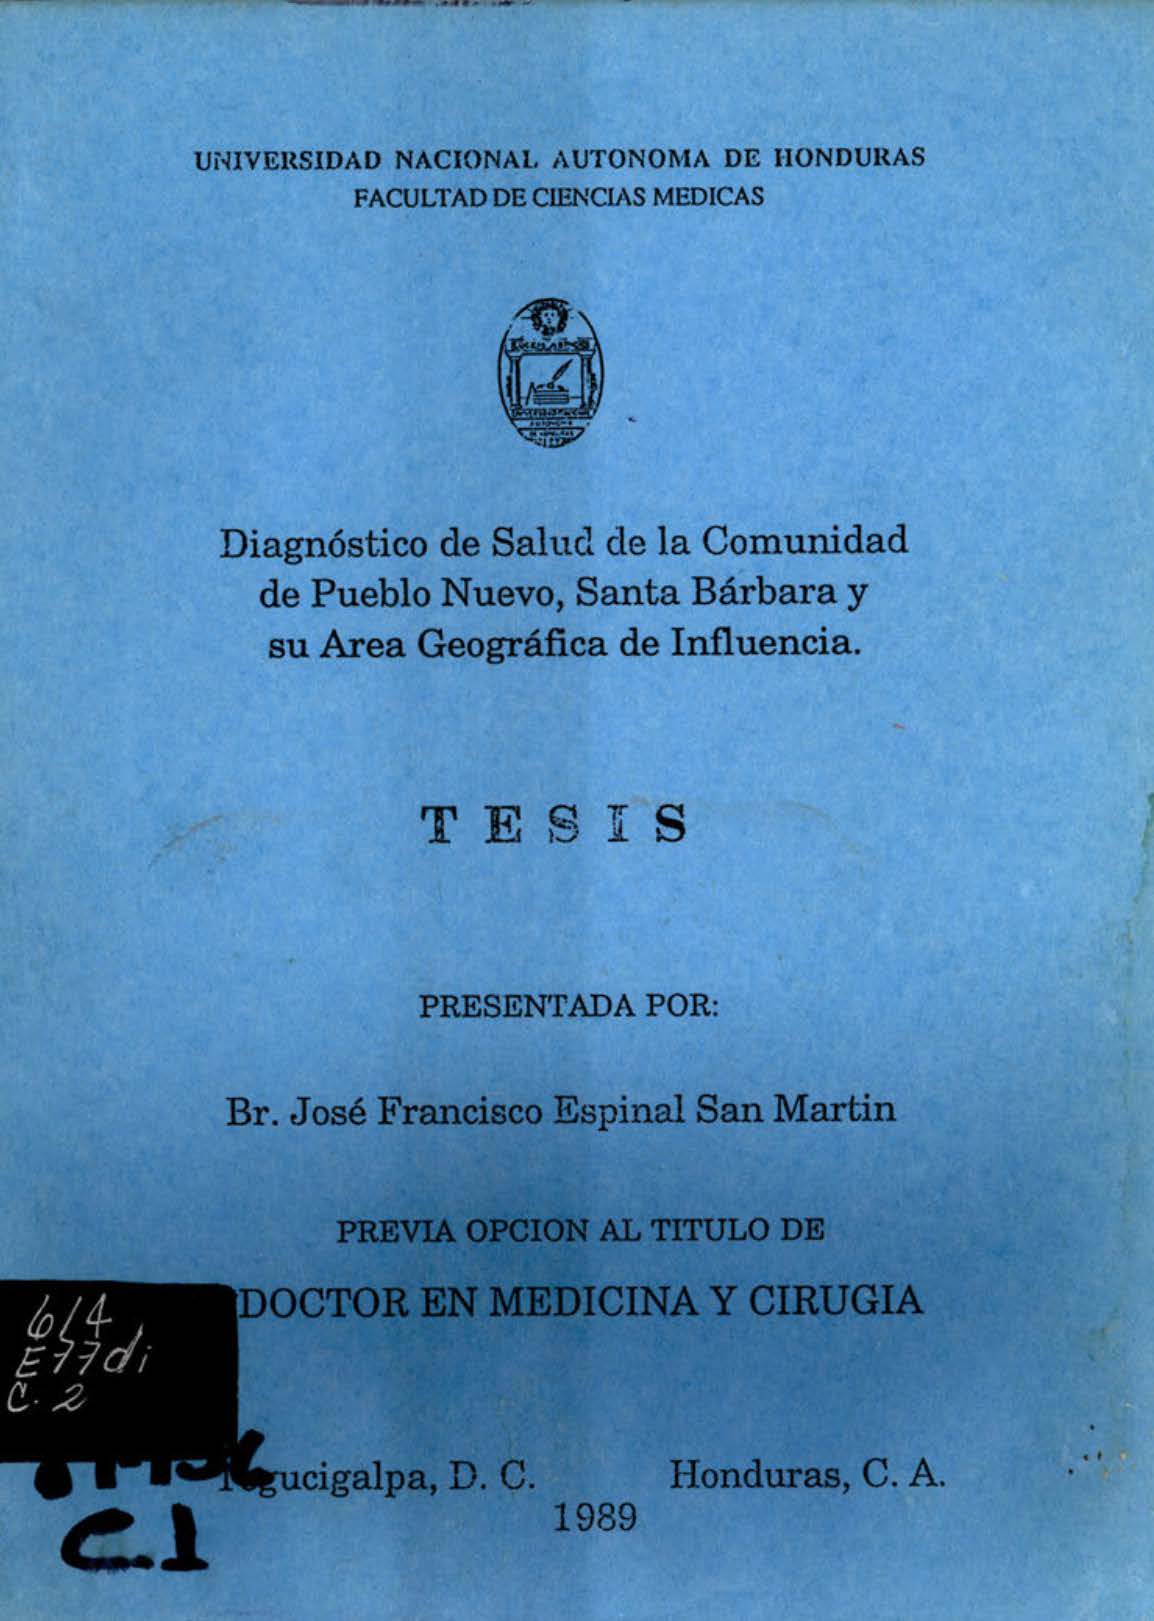 UNIVERSIDAD NACIONAL AUTONOMA DE HONDURAS
FACULTAD DE CIENCIAS MEDICAS
Diagnóstico de Salud de la Comunidad
de Pueblo Nuevo, Santa Bárbara y
su Area Geográfica de Influencia.
TESIS
PRESENTADA POR:
Br. José Francisco Espinal San Martin
PREVIA OPCION AL TITULO DE
DOCTOR EN MEDICINA Y CIRUGIA
614
E77di
C. 2
Tegucigalpa, D. C. Honduras, C. A.
1989
C.1